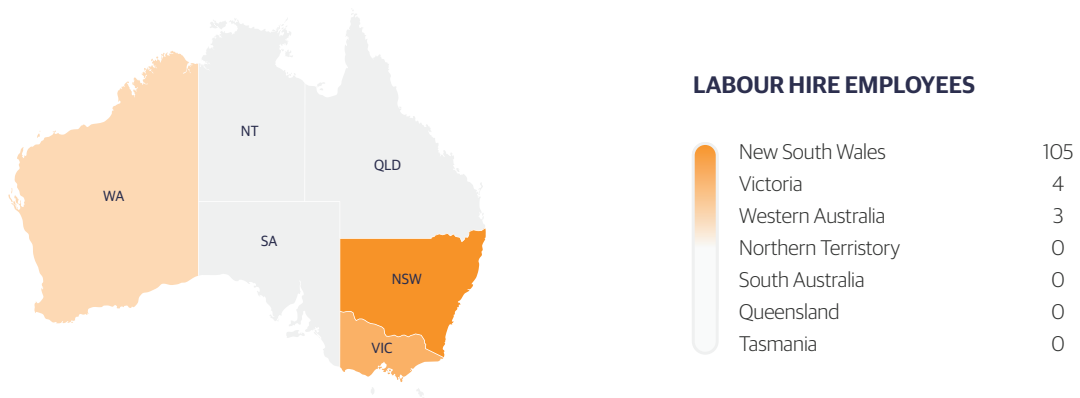 WA
NT
QLD
SA
NSW
VIC
LABOUR HIRE EMPLOYEES
New South Wales 105
Victoria 4
Western Australia 3
Northern Terristory 0
South Australia 0
Queensland 0
Tasmania 0